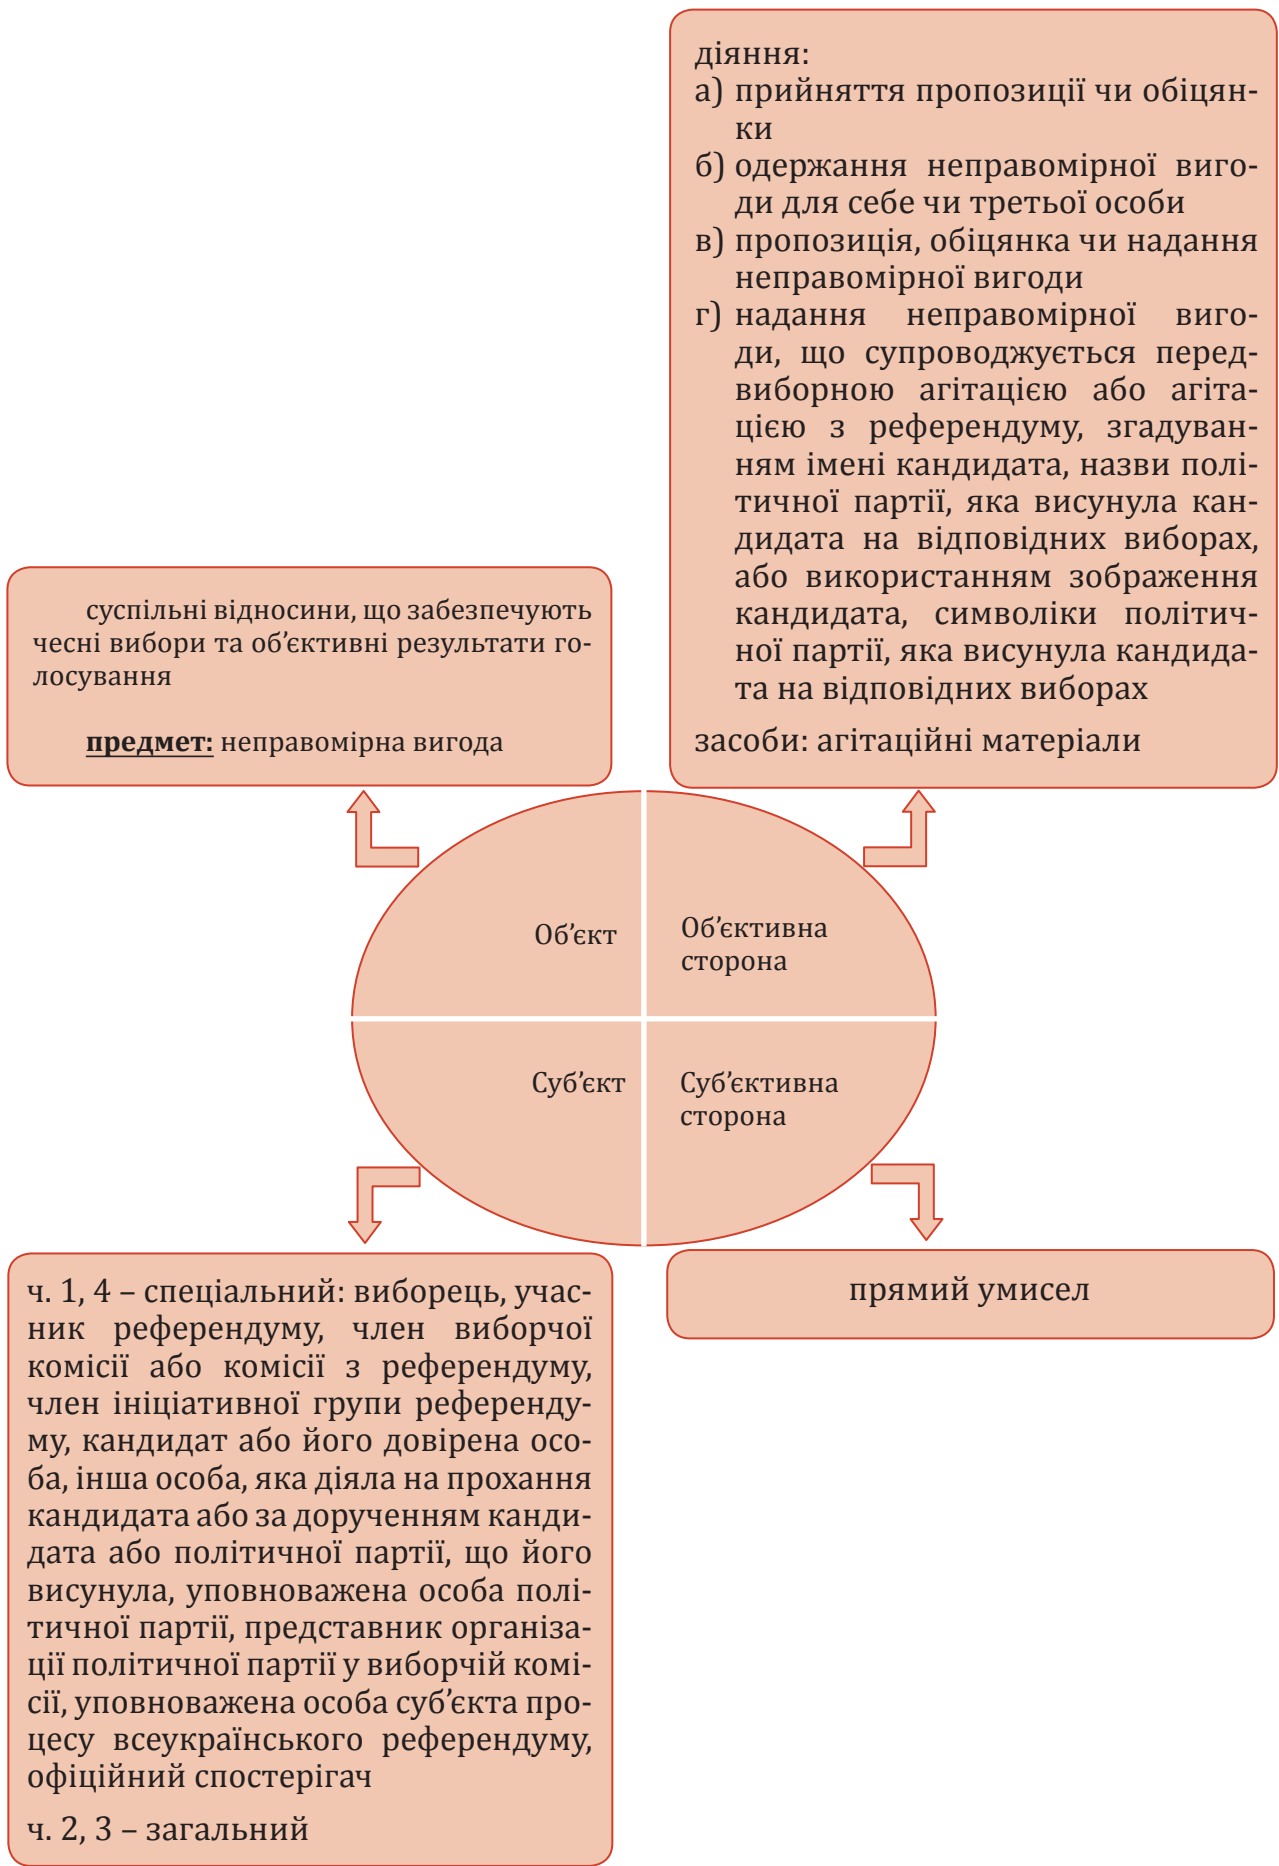 діяння:
а) прийняття пропозиції чи обіцян-
ки
б) одержання неправомірної виго-
ди для себе чи третьої особи
в) пропозиція, обіцянка чи надання
неправомірної вигоди
г) надання неправомірної виго-
ди, що супроводжується перед-
виборною агітацією або агіта-
цією з референдуму, згадуван-
ням імені кандидата, назви полі-
тичної партії, яка висунула кан-
дидата на відповідних виборах,
або використанням зображення
кандидата, символіки політич-
ної партії, яка висунула кандида-
та на відповідних виборах
засоби: агітаційні матеріали
суспільні відносини, що забезпечують
чесні вибори та об’єктивні результати го-
лосування
предмет: неправомірна вигода
Об’єкт
Об’єктивна
сторона
Суб’єкт
Суб’єктивна
сторона
ч. 1, 4 – спеціальний: виборець, учас-
ник референдуму, член виборчої
комісії або комісії з референдуму,
член ініціативної групи референду-
му, кандидат або його довірена осо-
ба, інша особа, яка діяла на прохання
кандидата або за дорученням канди-
дата або політичної партії, що його
висунула, уповноважена особа полі-
тичної партії, представник організа-
ції політичної партії у виборчій комі-
сії, уповноважена особа суб’єкта про-
цесу всеукраїнського референдуму,
офіційний спостерігач
ч. 2, 3 – загальний
прямий умисел